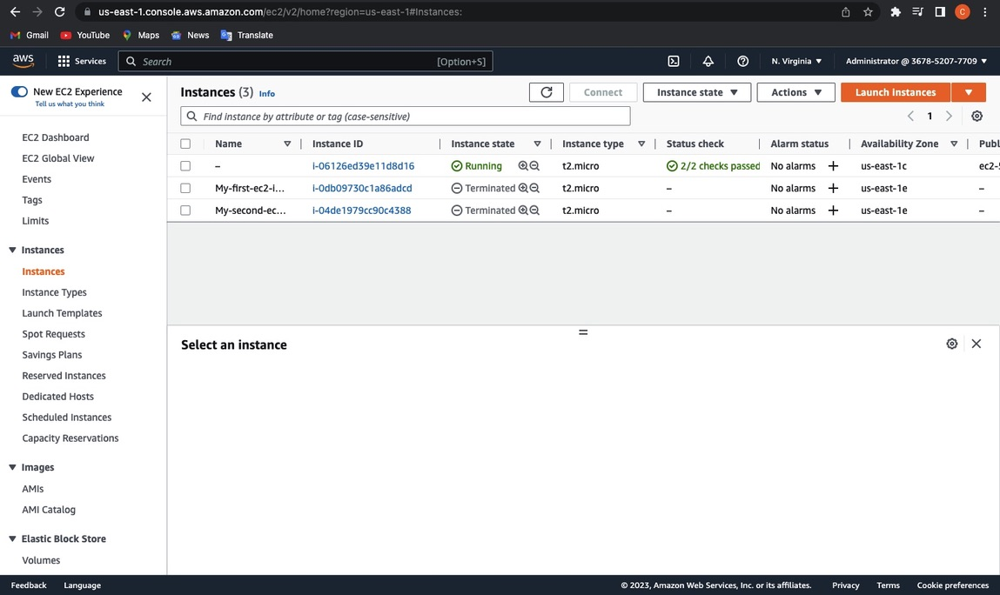 us-east-1.console.aws.amazon.com/ec2/v2/home?region=us-east-1#Instances:
C
Gmail YouTube Maps News Translate
aws Services Search [Option+S] N. Virginia Administrator @ 3678-5207-7709
New EC2 Experience
Tell us what you think
EC2 Dashboard
EC2 Global View
Events
Tags
Limits
Instances
Instances
Instance Types
Launch Templates
Spot Requests
Savings Plans
Reserved Instances
Dedicated Hosts
Scheduled Instances
Capacity Reservations
Images
AMIs
AMI Catalog
Elastic Block Store
Volumes
Instances (3) Info Connect Instance state Actions Launch Instances
Find instance by attribute or tag (case-sensitive) 1
Name Instance ID Instance state Instance type Status check Alarm status Availability Zone Publ
– i-06126ed39e11d8d16 Running t2.micro 2/2 checks passed No alarms + us-east-1c ec2-5
My-first-ec2-i... i-0db09730c1a86adcd Terminated t2.micro – No alarms + us-east-1e –
My-second-ec... i-04de1979cc90c4388 Terminated t2.micro – No alarms + us-east-1e –
Select an instance
Feedback Language © 2023, Amazon Web Services, Inc. or its affiliates. Privacy Terms Cookie preferences